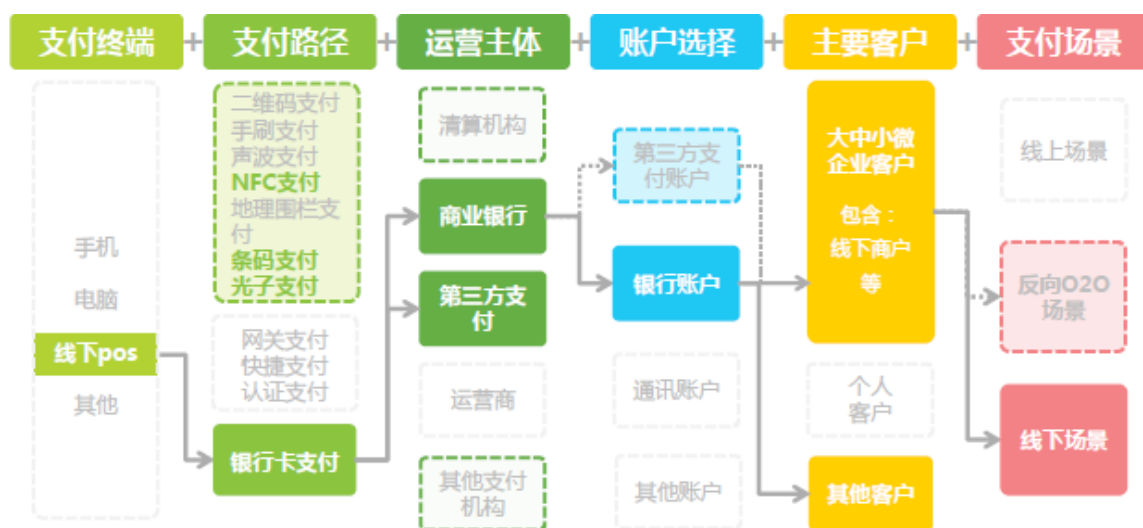 支付终端 + 支付路径 + 运营主体 + 账户选择 + 主要客户 + 支付场景
手机
电脑
线下pos
其他
二维码支付
手刷支付
声波支付
NFC支付
地理围栏支
付
条码支付
光子支付
网关支付
快捷支付
认证支付
银行卡支付
清算机构
商业银行
第三方支
付
运营商
其他支付
机构
第三方支
付账户
银行账户
通讯账户
其他账户
大中小微
企业客户
包含：
线下商户
等
个人
客户
其他客户
线上场景
反向O2O
场景
线下场景